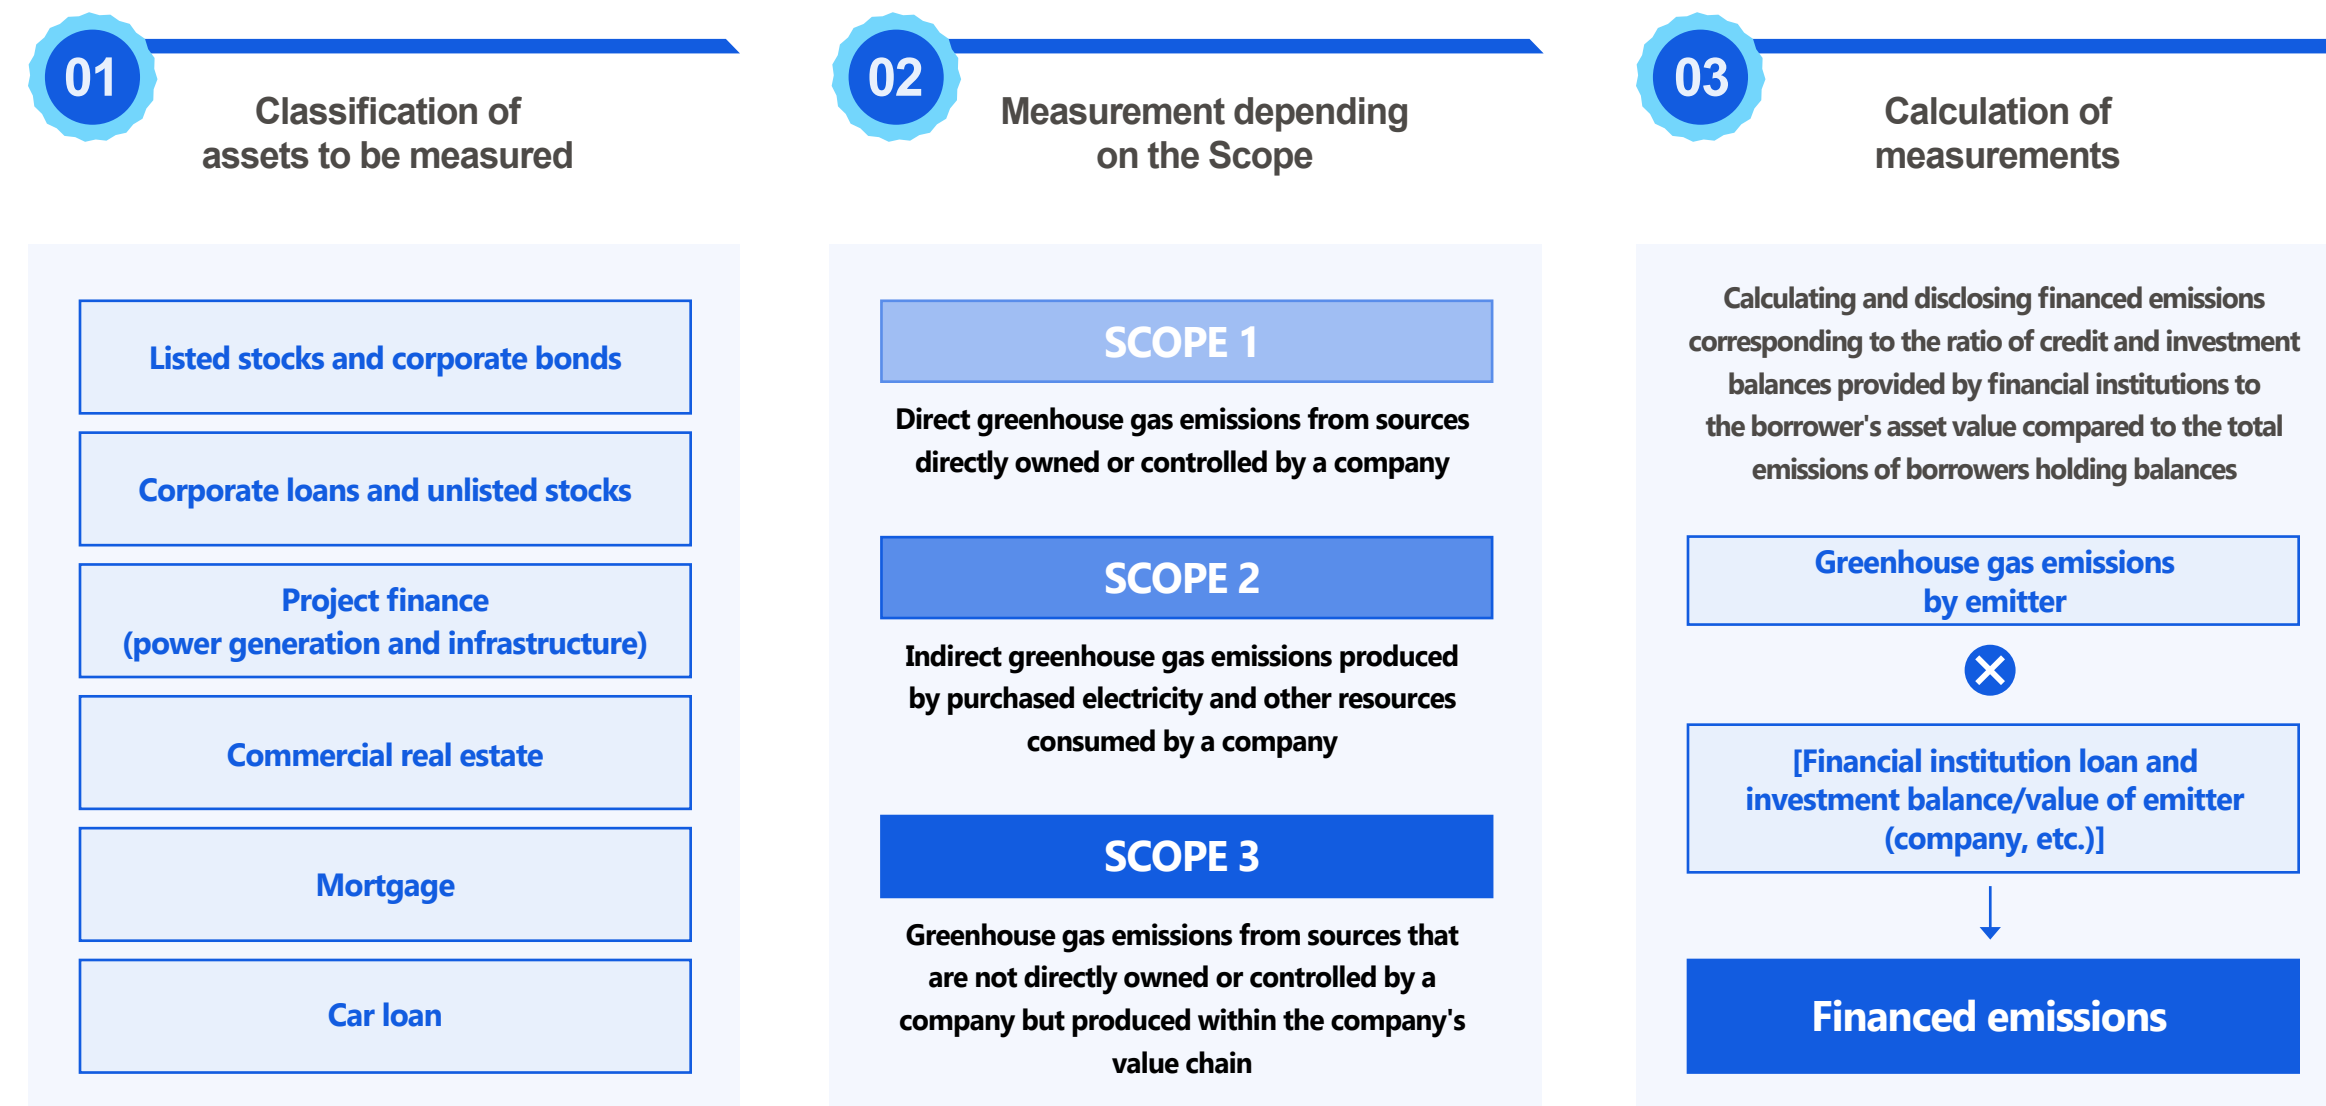 01
Classification of
assets to be measured
Listed stocks and corporate bonds
Corporate loans and unlisted stocks
Project finance
(power generation and infrastructure)
Commercial real estate
Mortgage
Car loan
02
Measurement depending
on the Scope
SCOPE 1
Direct greenhouse gas emissions from sources
directly owned or controlled by a company
SCOPE 2
Indirect greenhouse gas emissions produced
by purchased electricity and other resources
consumed by a company
SCOPE 3
Greenhouse gas emissions from sources that
are not directly owned or controlled by a
company but produced within the company's
value chain
03
Calculation of
measurements
Calculating and disclosing financed emissions
corresponding to the ratio of credit and investment
balances provided by financial institutions to
the borrower's asset value compared to the total
emissions of borrowers holding balances
Greenhouse gas emissions
by emitter
[Financial institution loan and
investment balance/value of emitter
(company, etc.)]
Financed emissions